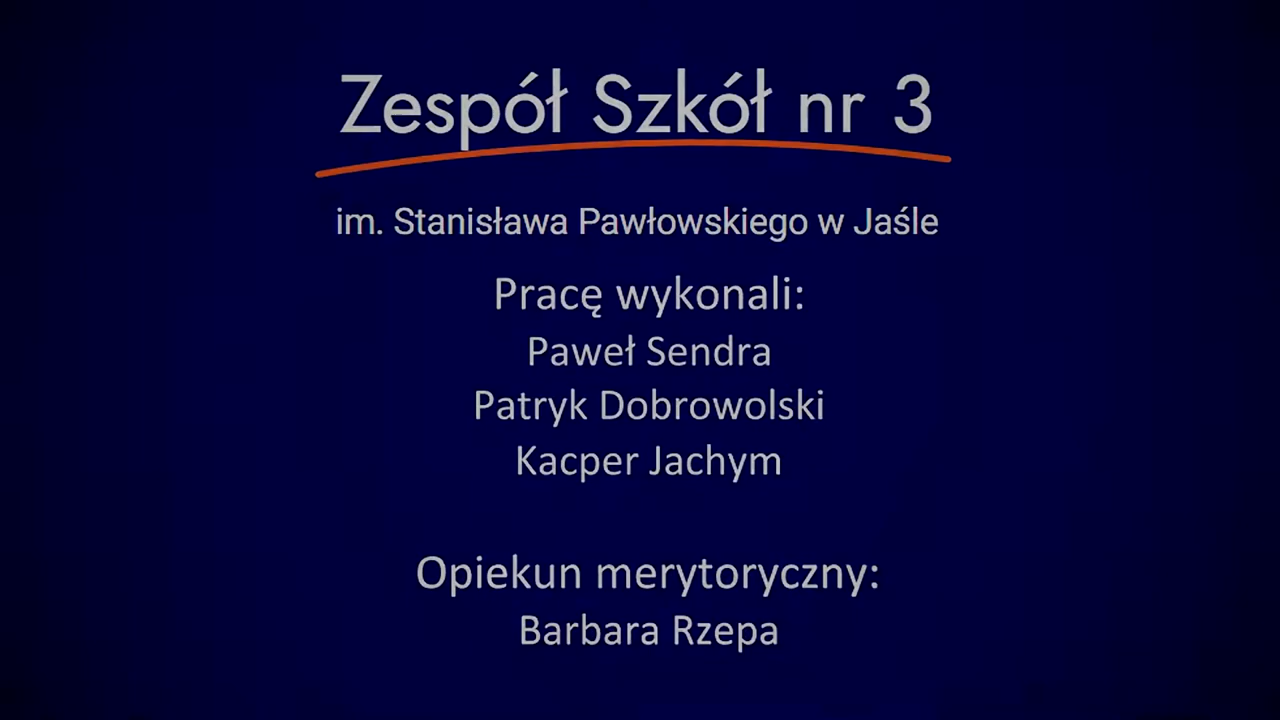 Zespół Szkół nr 3
im. Stanisława Pawłowskiego w Jaśle
Pracę wykonali:
Paweł Sendra
Patryk Dobrowolski
Kacper Jachym
Opiekun merytoryczny:
Barbara Rzepa